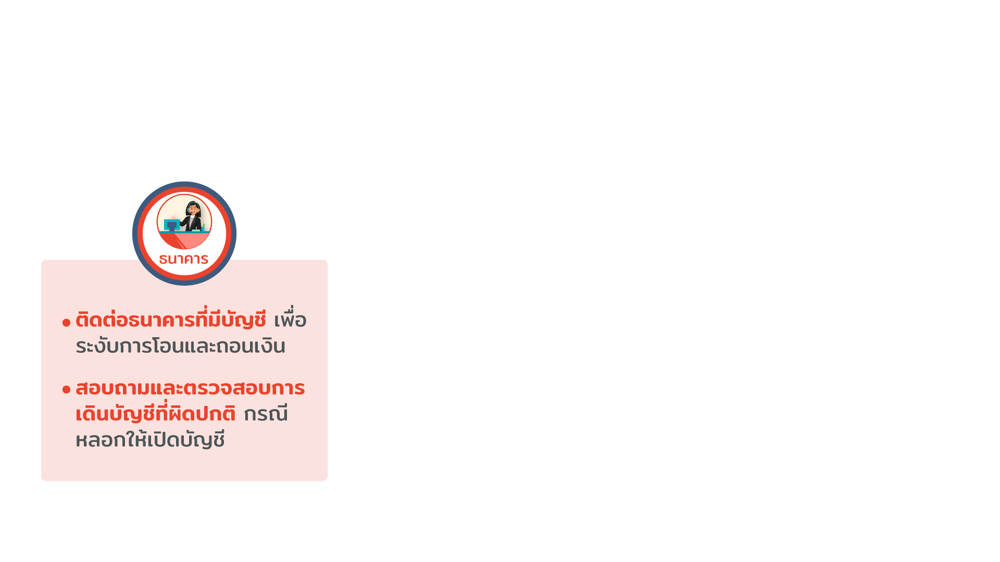 ธนาคาร
• ติดต่อธนาคารที่มีบัญชี เพื่อ
ระงับการโอนและถอนเงิน
• สอบถามและตรวจสอบการ
เดินบัญชีที่ผิดปกติ กรณี
หลอกให้เปิดบัญชี